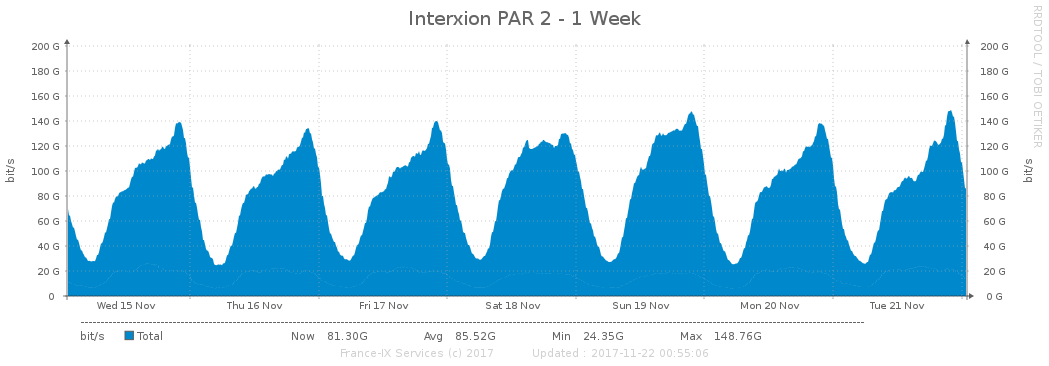 Interxion PAR 2 - 1 Week
RRDTOOL / TOBI OETIKER
200 G 200 G
180 G 180 G
160 G 160 G
140 G 140 G
120 G 120 G
100 G 100 G
80 G 80 G
60 G 60 G
40 G 40 G
20 G 20 G
0 0 G
bit/s bit/s
Wed 15 Nov Thu 16 Nov Fri 17 Nov Sat 18 Nov Sun 19 Nov Mon 20 Nov Tue 21 Nov
bit/s Total Now 81.30G Avg 85.52G Min 24.35G Max 148.76G
France-IX Services (c) 2017 Updated : 2017-11-22 00:55:06